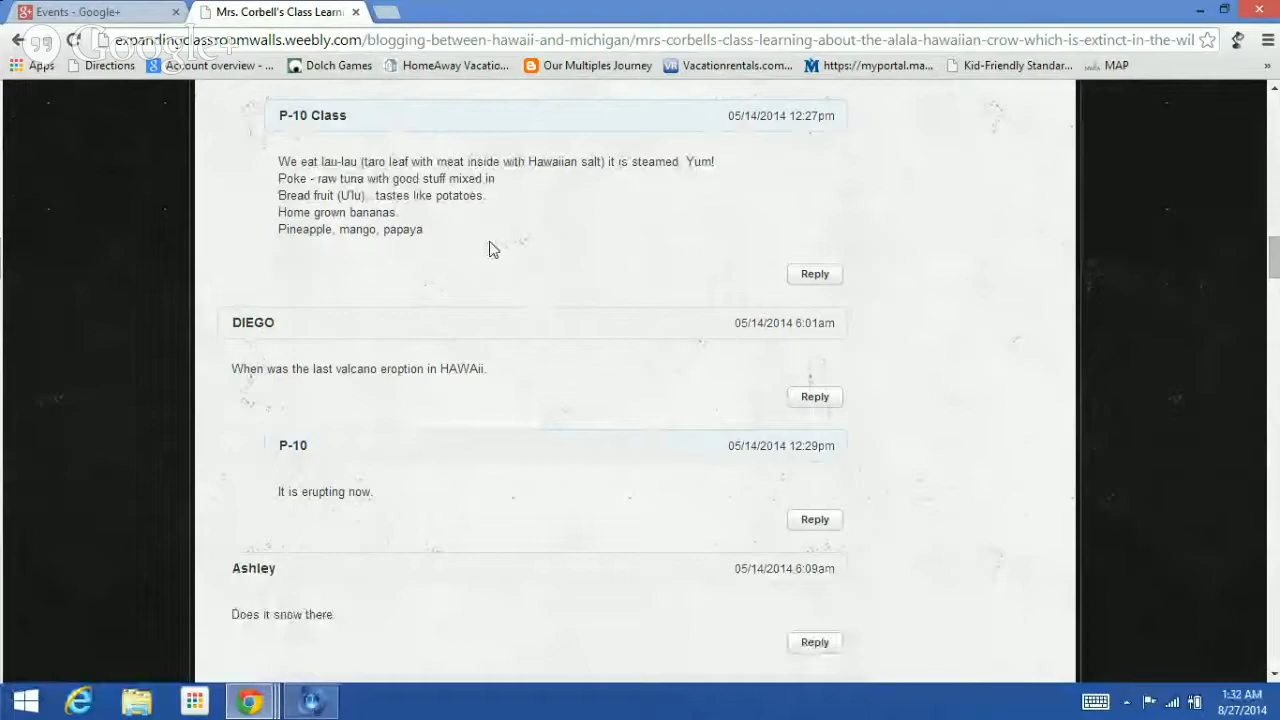 Events - Google+
Mrs. Corbell's Class Learni
Google+
expandingclassroomwalls.weebly.com/blogging-between-hawaii-and-michigan/mrs-corbells-class-learning-about-the-alala-hawaiian-crow-which-is-extinct-in-the-wil
Apps Directions Account overview - ... Dolch Games HomeAway Vacatio... Our Multiples Journey Vacationrentals.com... https://myportal.ma... Kid-Friendly Standar... MAP »
P-10 Class 05/14/2014 12:27pm
We eat lau-lau (taro leaf with meat inside with Hawaiian salt) it is steamed. Yum!
Poke - raw tuna with good stuff mixed in
Bread fruit (U'lu) tastes like potatoes.
Home grown bananas.
Pineapple, mango, papaya
Reply
DIEGO 05/14/2014 6:01am
When was the last valcano eroption in HAWAii.
Reply
P-10 05/14/2014 12:29pm
It is erupting now.
Reply
Ashley 05/14/2014 6:09am
Does it snow there
Reply
1:32 AM
8/27/2014